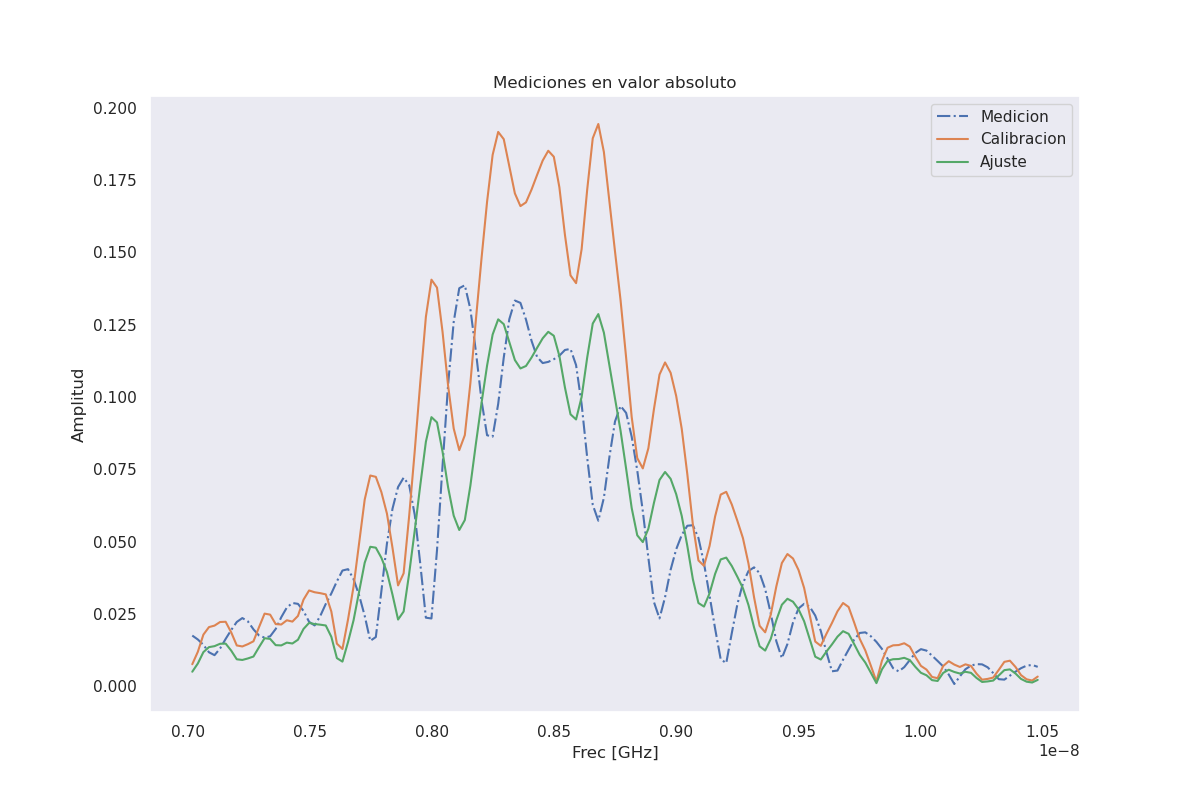 Mediciones en valor absoluto
Medicion
Calibracion
Ajuste
Amplitud
0.200
0.175
0.150
0.125
0.100
0.075
0.050
0.025
0.000
0.70 0.75 0.80 0.85 0.90 0.95 1.00 1.05
1e−8
Frec [GHz]